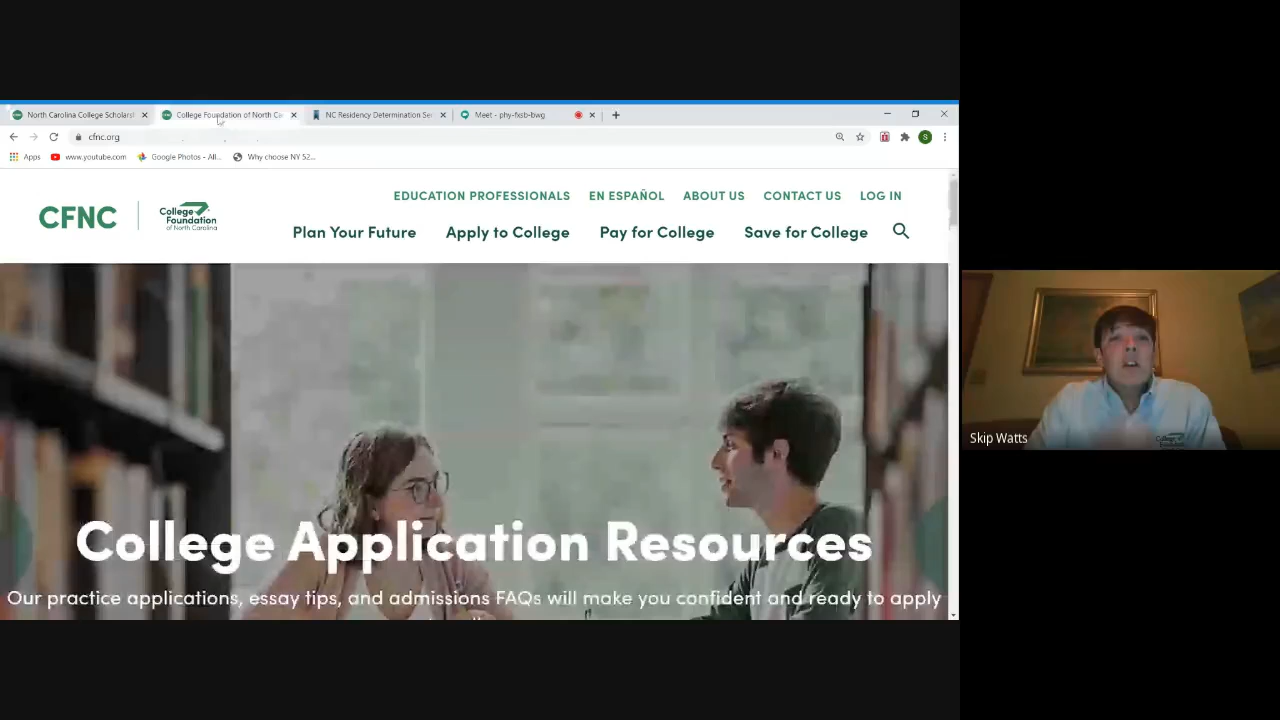 North Carolina College Scholarsh
College Foundation of North Ca
NC Residency Determination Se
Meet - phy-fxsb-bwg
cfnc.org
Apps
www.youtube.com
Google Photos - All...
Why choose NY 52...
EDUCATION PROFESSIONALS
EN ESPAÑOL
ABOUT US
CONTACT US
LOG IN
CFNC
College
Foundation
of North Carolina
Plan Your Future
Apply to College
Pay for College
Save for College
College Application Resources
Our practice applications, essay tips, and admissions FAQs will make you confident and ready to apply
Skip Watts